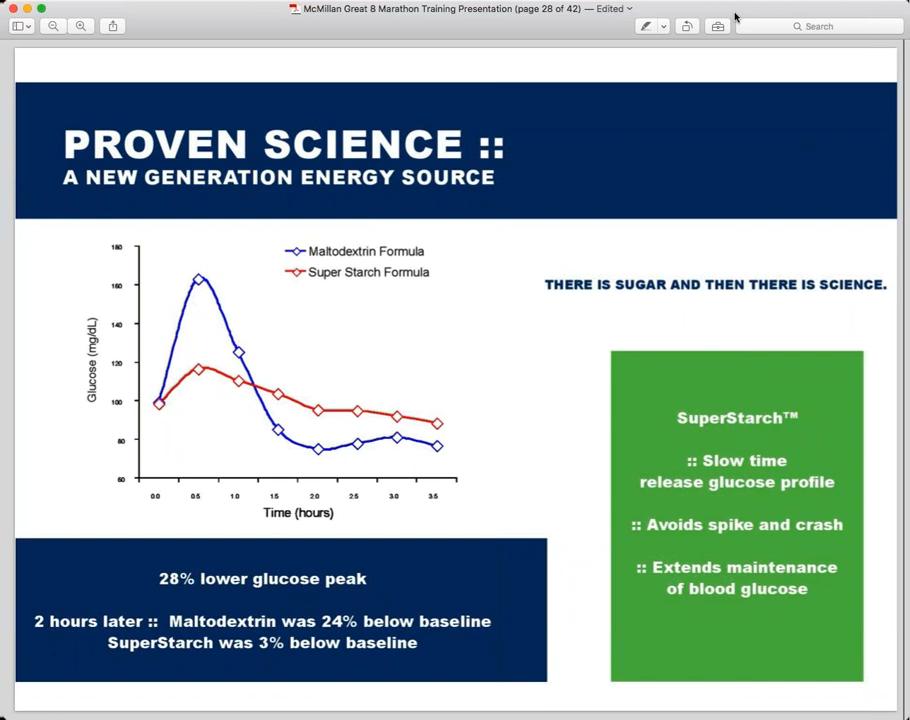 McMillan Great 8 Marathon Training Presentation (page 28 of 42) — Edited
Search
PROVEN SCIENCE ::
A NEW GENERATION ENERGY SOURCE
Maltodextrin Formula
Super Starch Formula
Glucose (mg/dL)
180
160
140
120
100
80
60
0.0 0.5 1.0 1.5 2.0 2.5 3.0 3.5
Time (hours)
THERE IS SUGAR AND THEN THERE IS SCIENCE.
SuperStarch™
:: Slow time
release glucose profile
:: Avoids spike and crash
:: Extends maintenance
of blood glucose
28% lower glucose peak
2 hours later :: Maltodextrin was 24% below baseline
SuperStarch was 3% below baseline